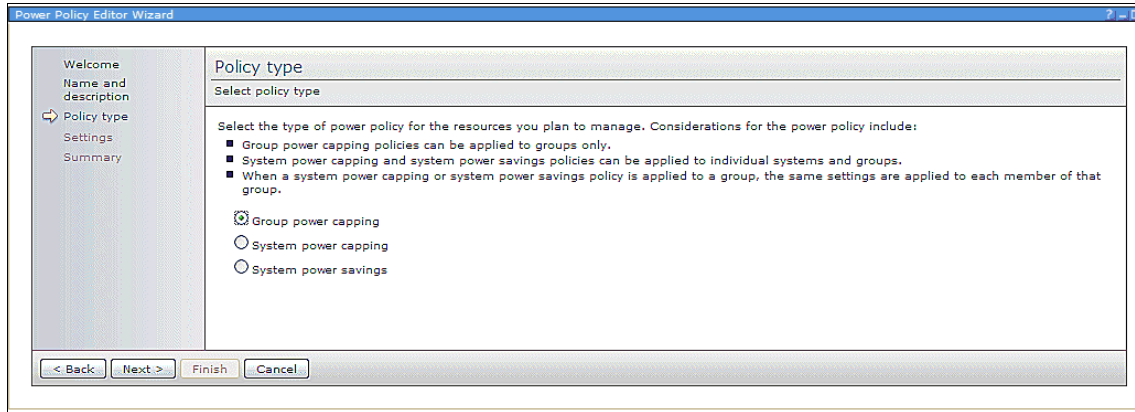 Power Policy Editor Wizard
?
Welcome
Name and
description
Policy type
Settings
Summary
Policy type
Select policy type
Select the type of power policy for the resources you plan to manage. Considerations for the power policy include:
Group power capping policies can be applied to groups only.
System power capping and system power savings policies can be applied to individual systems and groups.
When a system power capping or system power savings policy is applied to a group, the same settings are applied to each member of that
group.
Group power capping
System power capping
System power savings
< Back Next > Finish Cancel